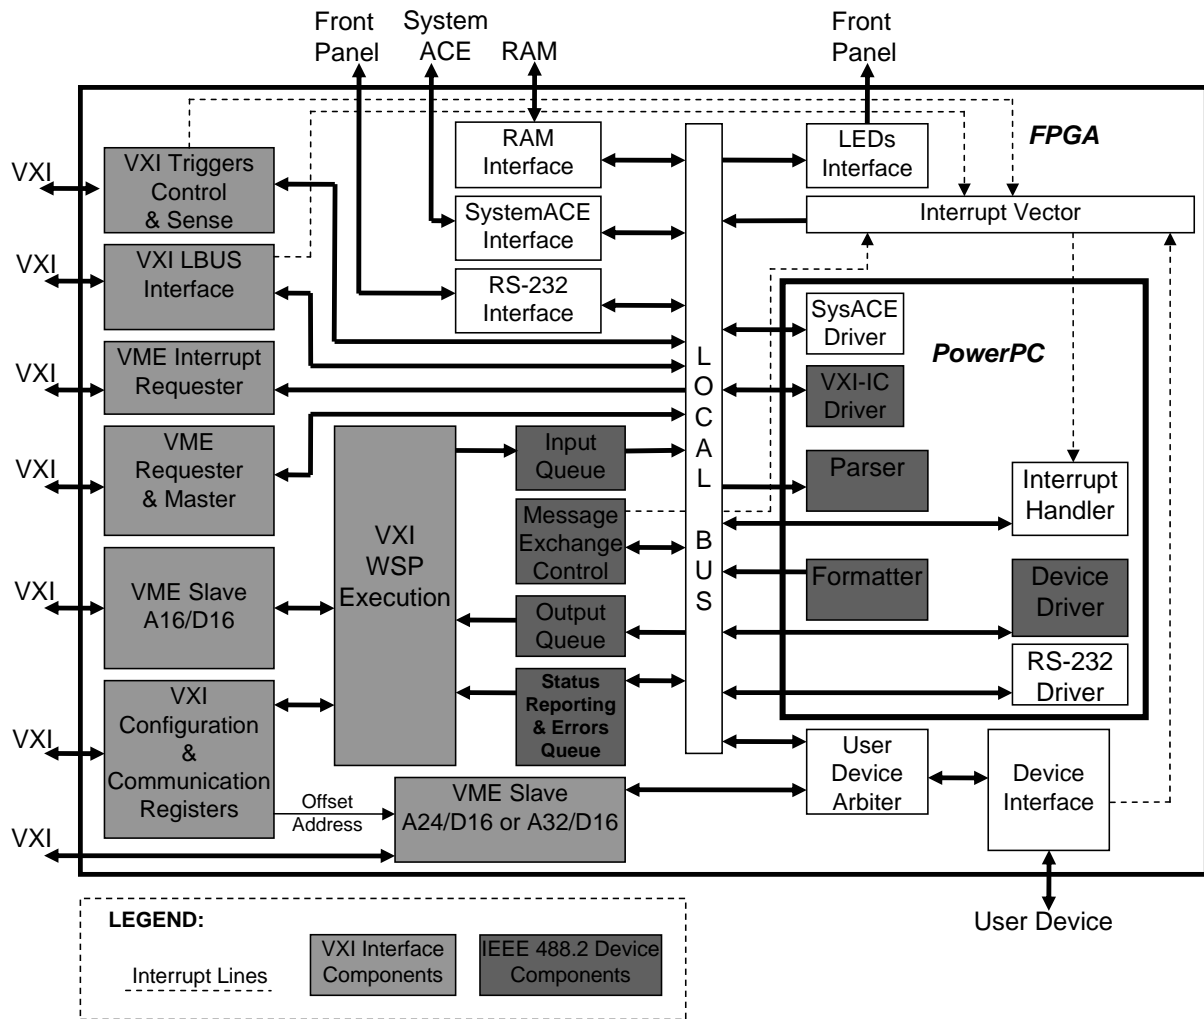 Front
Panel
System
ACE
RAM
Front
Panel
FPGA
VXI
VXI Triggers
Control
& Sense
RAM
Interface
LEDs
Interface
SystemACE
Interface
Interrupt Vector
VXI
VXI LBUS
Interface
RS-232
Interface
SysACE
Driver
PowerPC
VXI
VME Interrupt
Requester
VXI-IC
Driver
L
O
C
A
L
B
U
S
VXI
VME
Requester
& Master
VXI
WSP
Execution
Input
Queue
Parser
Interrupt
Handler
Message
Exchange
Control
VXI
VME Slave
A16/D16
Formatter
Device
Driver
Output
Queue
RS-232
Driver
Status
Reporting
& Errors
Queue
VXI
VXI
Configuration
&
Communication
Registers
User
Device
Arbiter
Device
Interface
Offset
Address
VME Slave
A24/D16 or A32/D16
VXI
User Device
LEGEND:
Interrupt Lines
VXI Interface
Components
IEEE 488.2 Device
Components